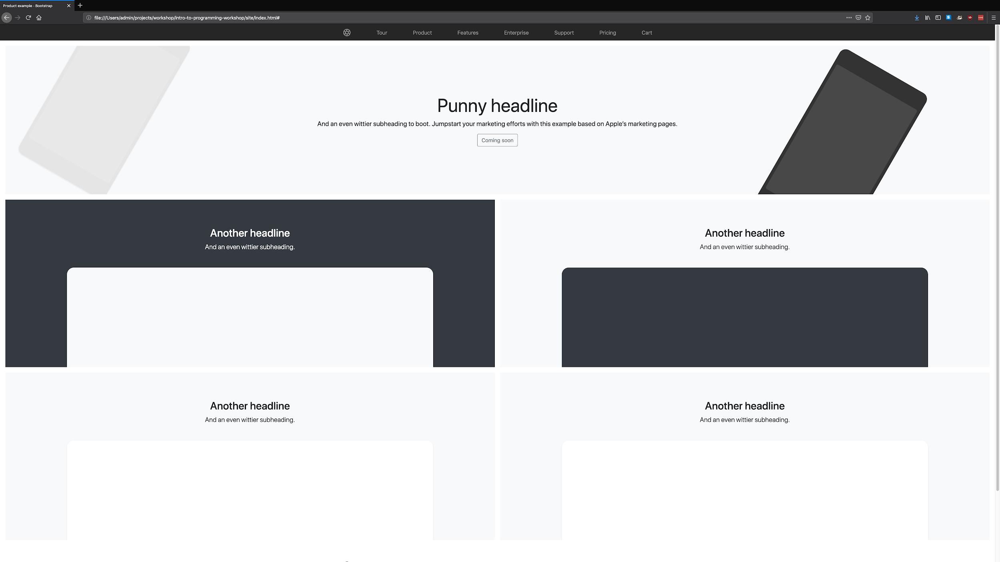 Product example · Bootstrap
file:///Users/admin/projects/workshop/intro-to-programming-workshop/site/index.html#
Tour Product Features Enterprise Support Pricing Cart
Punny headline
And an even wittier subheading to boot. Jumpstart your marketing efforts with this example based on Apple’s marketing pages.
Coming soon
Another headline
And an even wittier subheading.
Another headline
And an even wittier subheading.
Another headline
And an even wittier subheading.
Another headline
And an even wittier subheading.